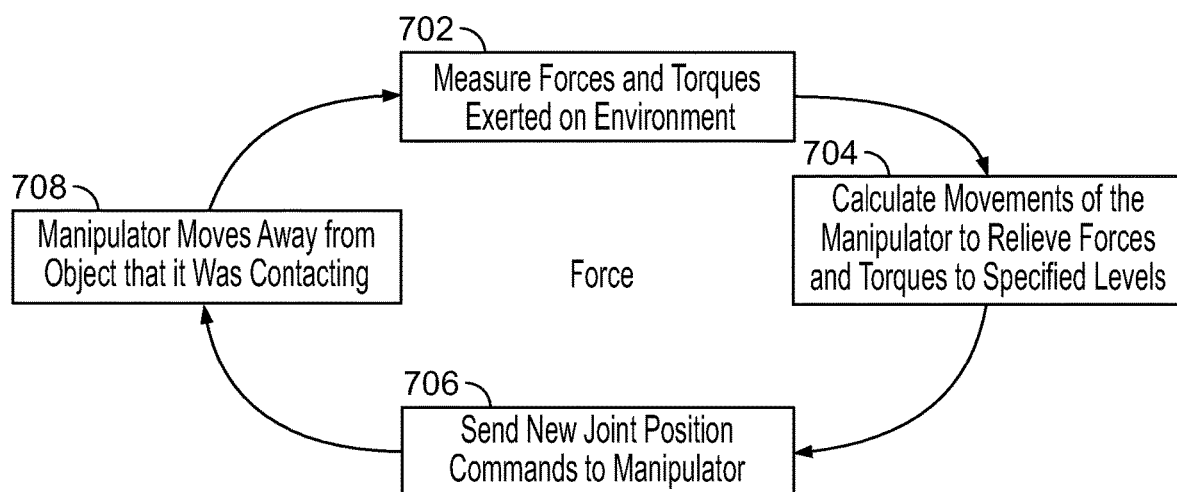 702
Measure Forces and Torques
Exerted on Environment
704
Calculate Movements of the
Manipulator to Relieve Forces
and Torques to Specified Levels
708
Manipulator Moves Away from
Object that it Was Contacting
Force
706
Send New Joint Position
Commands to Manipulator